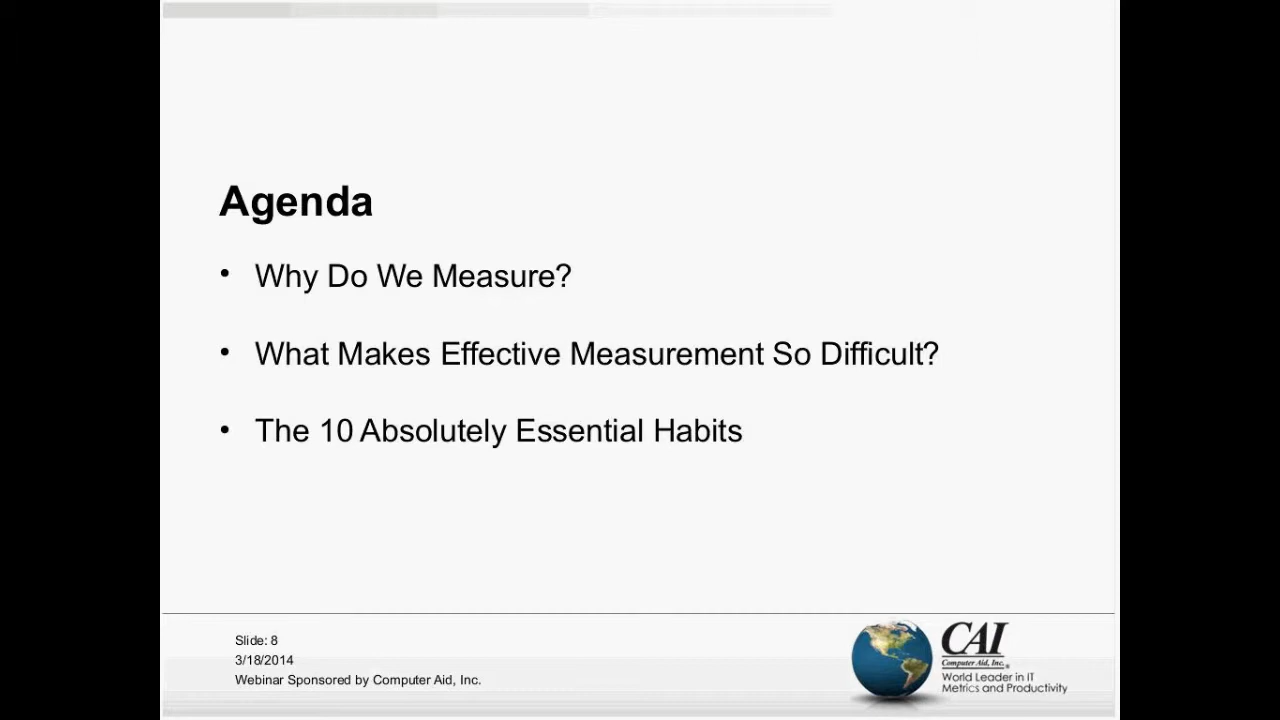 Agenda
• Why Do We Measure?
• What Makes Effective Measurement So Difficult?
• The 10 Absolutely Essential Habits
Slide: 8
3/18/2014
Webinar Sponsored by Computer Aid, Inc.
CAI
Computer Aid, Inc.®
World Leader in IT
Metrics and Productivity